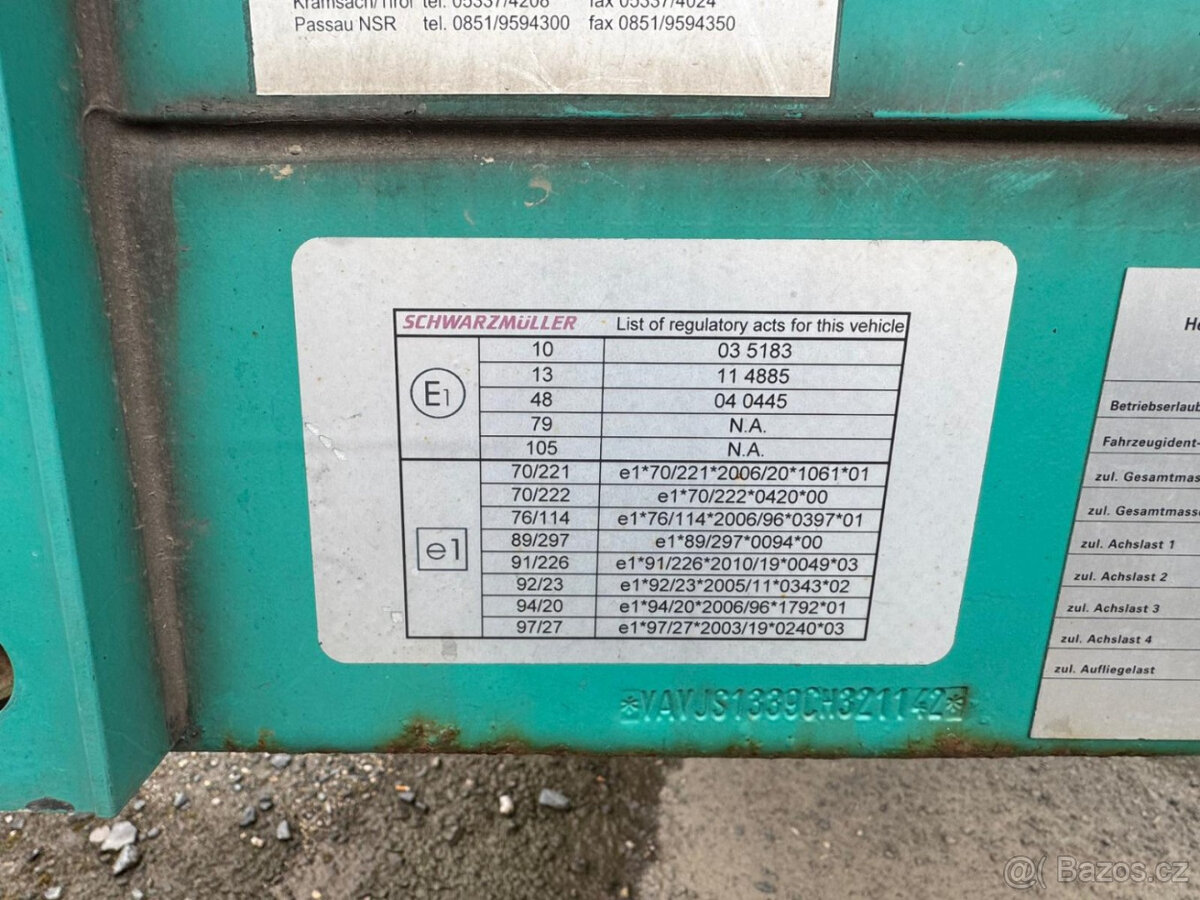 Kramsach/Tirol tel. 05337/4208 fax 05337/4024
Passau NSR tel. 0851/9594300 fax 0851/9594350
SCHWARZMÜLLER List of regulatory acts for this vehicle
E1
10 03 5183
13 11 4885
48 04 0445
79 N.A.
105 N.A.
e1
70/221 e1*70/221*2006/20*1061*01
70/222 e1*70/222*0420*00
76/114 e1*76/114*2006/96*0397*01
89/297 e1*89/297*0094*00
91/226 e1*91/226*2010/19*0049*03
92/23 e1*92/23*2005/11*0343*02
94/20 e1*94/20*2006/96*1792*01
97/27 e1*97/27*2003/19*0240*03
*VAVJS1339CH321142*
He
Betriebserlaub
Fahrzeugident-
zul. Gesamtmas
zul. Gesamtmasse
zul. Achslast 1
zul. Achslast 2
zul. Achslast 3
zul. Achslast 4
zul. Aufliegelast
Bazos.cz